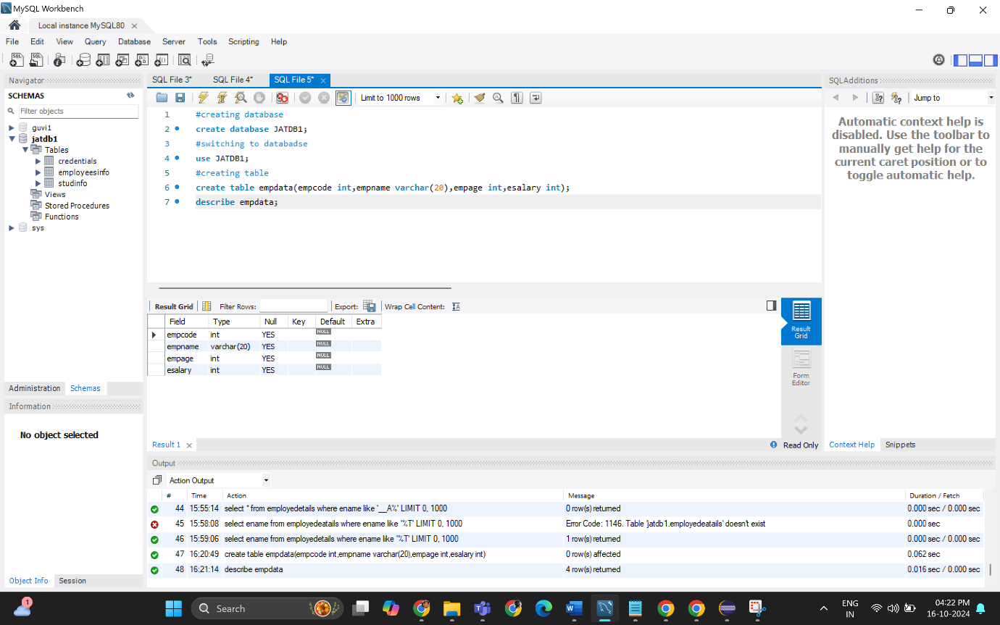 MySQL Workbench
Local instance MySQL80
File Edit View Query Database Server Tools Scripting Help
Navigator
SCHEMAS
Filter objects
guvi1
jatdb1
Tables
credentials
employeesinfo
studinfo
Views
Stored Procedures
Functions
sys
Administration Schemas
Information
No object selected
Object Info Session
SQL File 3* SQL File 4* SQL File 5*
Limit to 1000 rows
1 #creating database
2 create database JATDB1;
3 #switching to databadse
4 use JATDB1;
5 #creating table
6 create table empdata(empcode int,empname varchar(20),empage int,esalary int);
7 describe empdata;
Result Grid Filter Rows: Export: Wrap Cell Content:
Field Type Null Key Default Extra
empcode int YES NULL
empname varchar(20) YES NULL
empage int YES NULL
esalary int YES NULL
Result Grid
Form Editor
Result 1 Read Only
SQLAdditions
Jump to
Automatic context help is
disabled. Use the toolbar to
manually get help for the
current caret position or to
toggle automatic help.
Context Help Snippets
Output
Action Output
# Time Action Message Duration / Fetch
44 15:55:14 select * from employedetails where ename like '__A%' LIMIT 0, 1000 0 row(s) returned 0.000 sec / 0.000 sec
45 15:58:08 select ename from employedeatails where ename like '%T' LIMIT 0, 1000 Error Code: 1146. Table 'jatdb1.employedeatails' doesn't exist 0.000 sec
46 15:59:06 select ename from employedetails where ename like '%T' LIMIT 0, 1000 1 row(s) returned 0.000 sec / 0.000 sec
47 16:20:49 create table empdata(empcode int,empname varchar(20),empage int,esalary int) 0 row(s) affected 0.062 sec
48 16:21:14 describe empdata 4 row(s) returned 0.016 sec / 0.000 sec
1
Search
ENG
IN
04:22 PM
16-10-2024